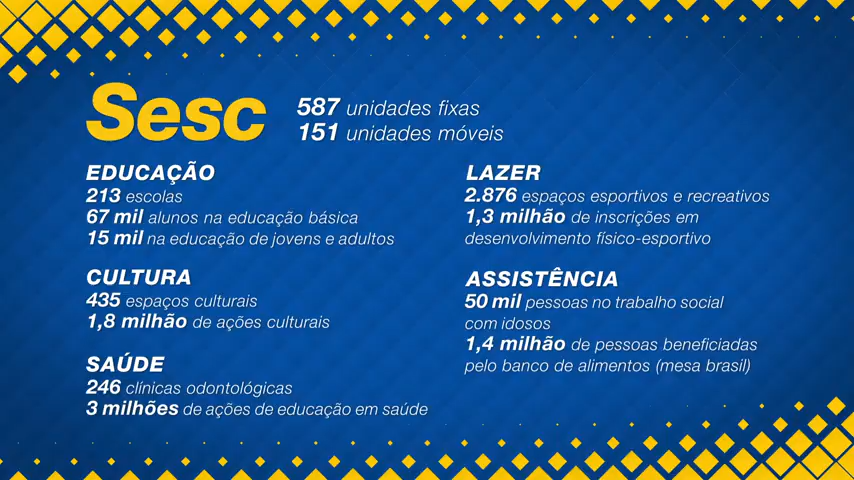 Sesc
587 unidades fixas
151 unidades móveis
EDUCAÇÃO
213 escolas
67 mil alunos na educação básica
15 mil na educação de jovens e adultos
CULTURA
435 espaços culturais
1,8 milhão de ações culturais
SAÚDE
246 clínicas odontológicas
3 milhões de ações de educação em saúde
LAZER
2.876 espaços esportivos e recreativos
1,3 milhão de inscrições em
desenvolvimento físico-esportivo
ASSISTÊNCIA
50 mil pessoas no trabalho social
com idosos
1,4 milhão de pessoas beneficiadas
pelo banco de alimentos (mesa brasil)